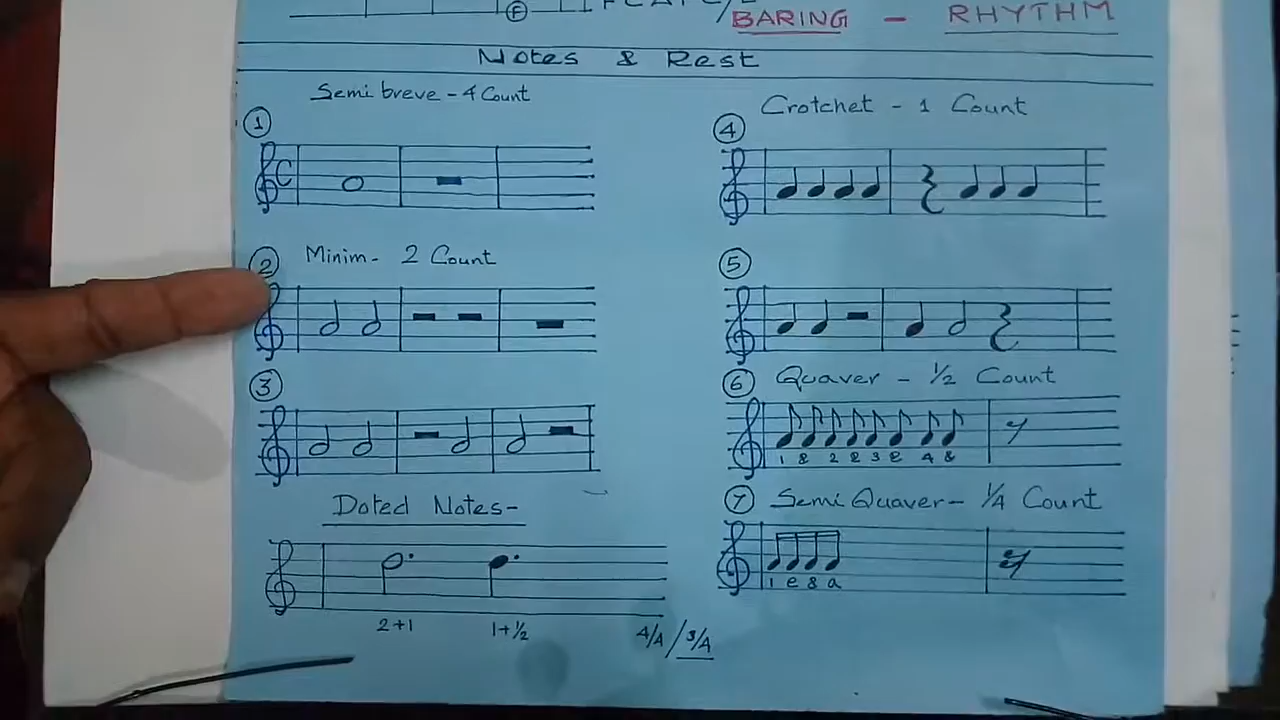 BARING - RHYTHM
Notes & Rest
Semi breve - 4 Count
1
C
2 Minim - 2 Count
3
Doted Notes-
2+1 1+½
4/4 / 3/4
4 Crotchet - 1 Count
5
6 Quaver - ½ Count
1 & 2 & 3 & 4 &
7 Semi Quaver - ¼ Count
1 e & a